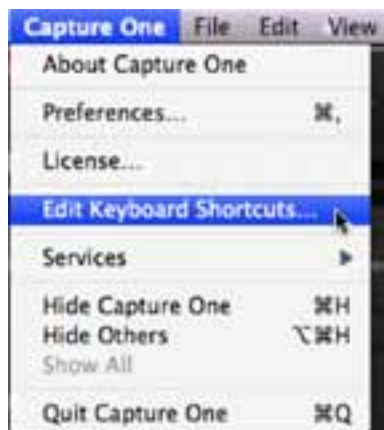 Capture One File Edit View
About Capture One
Preferences... ⌘,
License...
Edit Keyboard Shortcuts...
Services ▶
Hide Capture One ⌘H
Hide Others ⌥⌘H
Show All
Quit Capture One ⌘Q